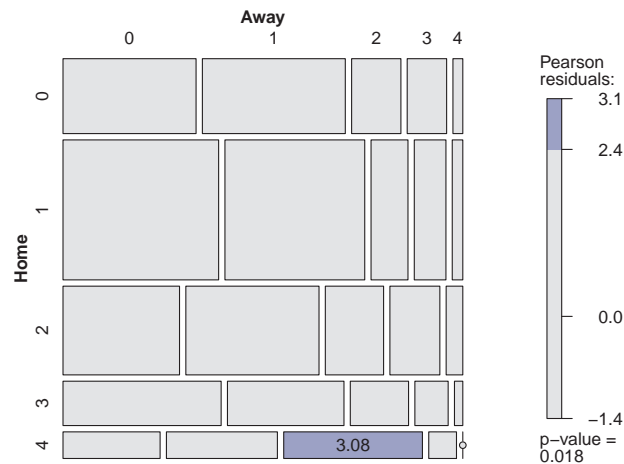 Away
0 1 2 3 4
Home
0
1
2
3
4
3.08
Pearson
residuals:
3.1
2.4
0.0
−1.4
p−value =
0.018